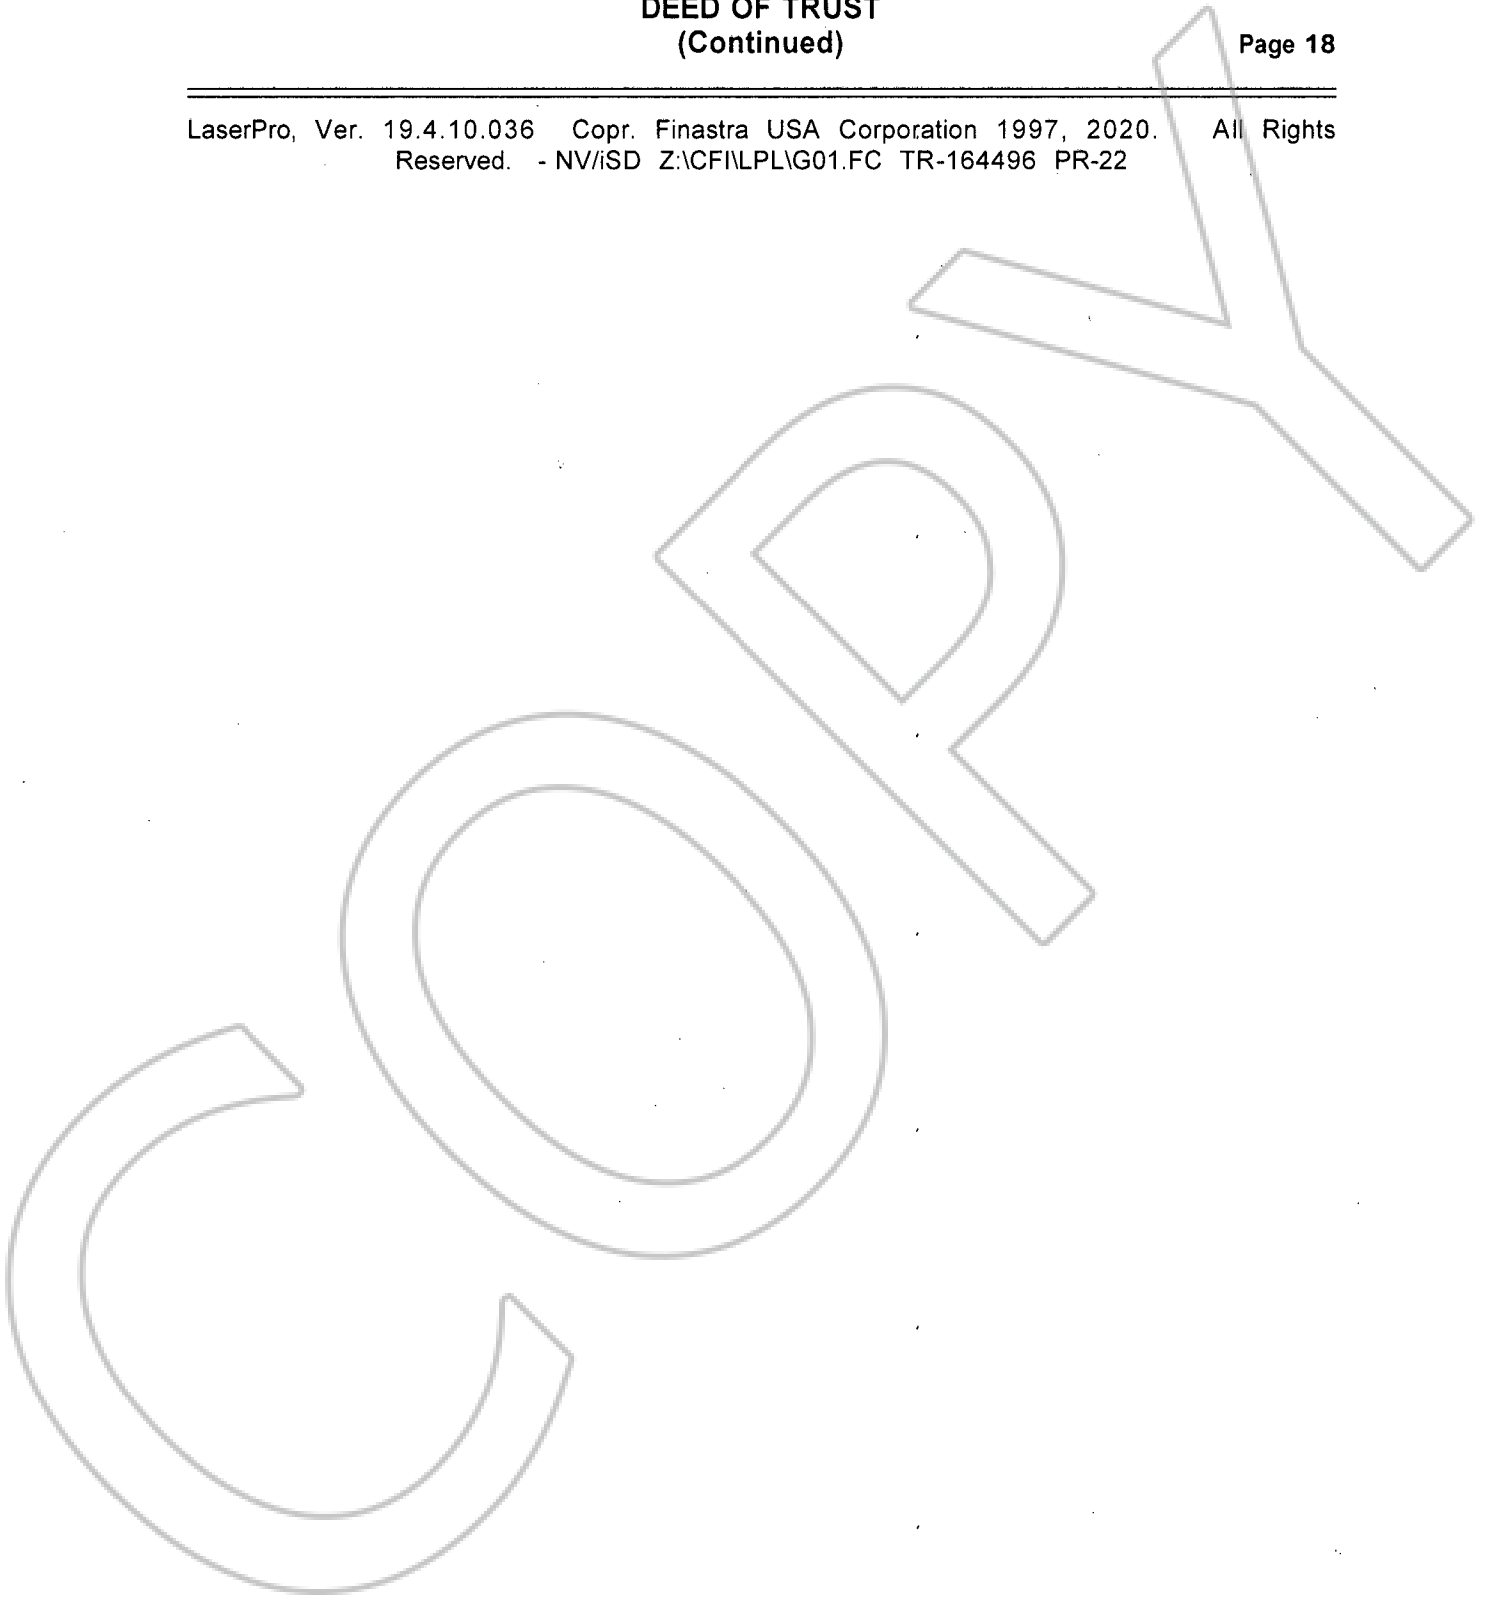 DEED OF TRUST
(Continued)
Page 18
LaserPro, Ver. 19.4.10.036 Copr. Finastra USA Corporation 1997, 2020. All Rights
Reserved. - NV/iSD Z:\CFI\LPL\G01.FC TR-164496 PR-22
COPY